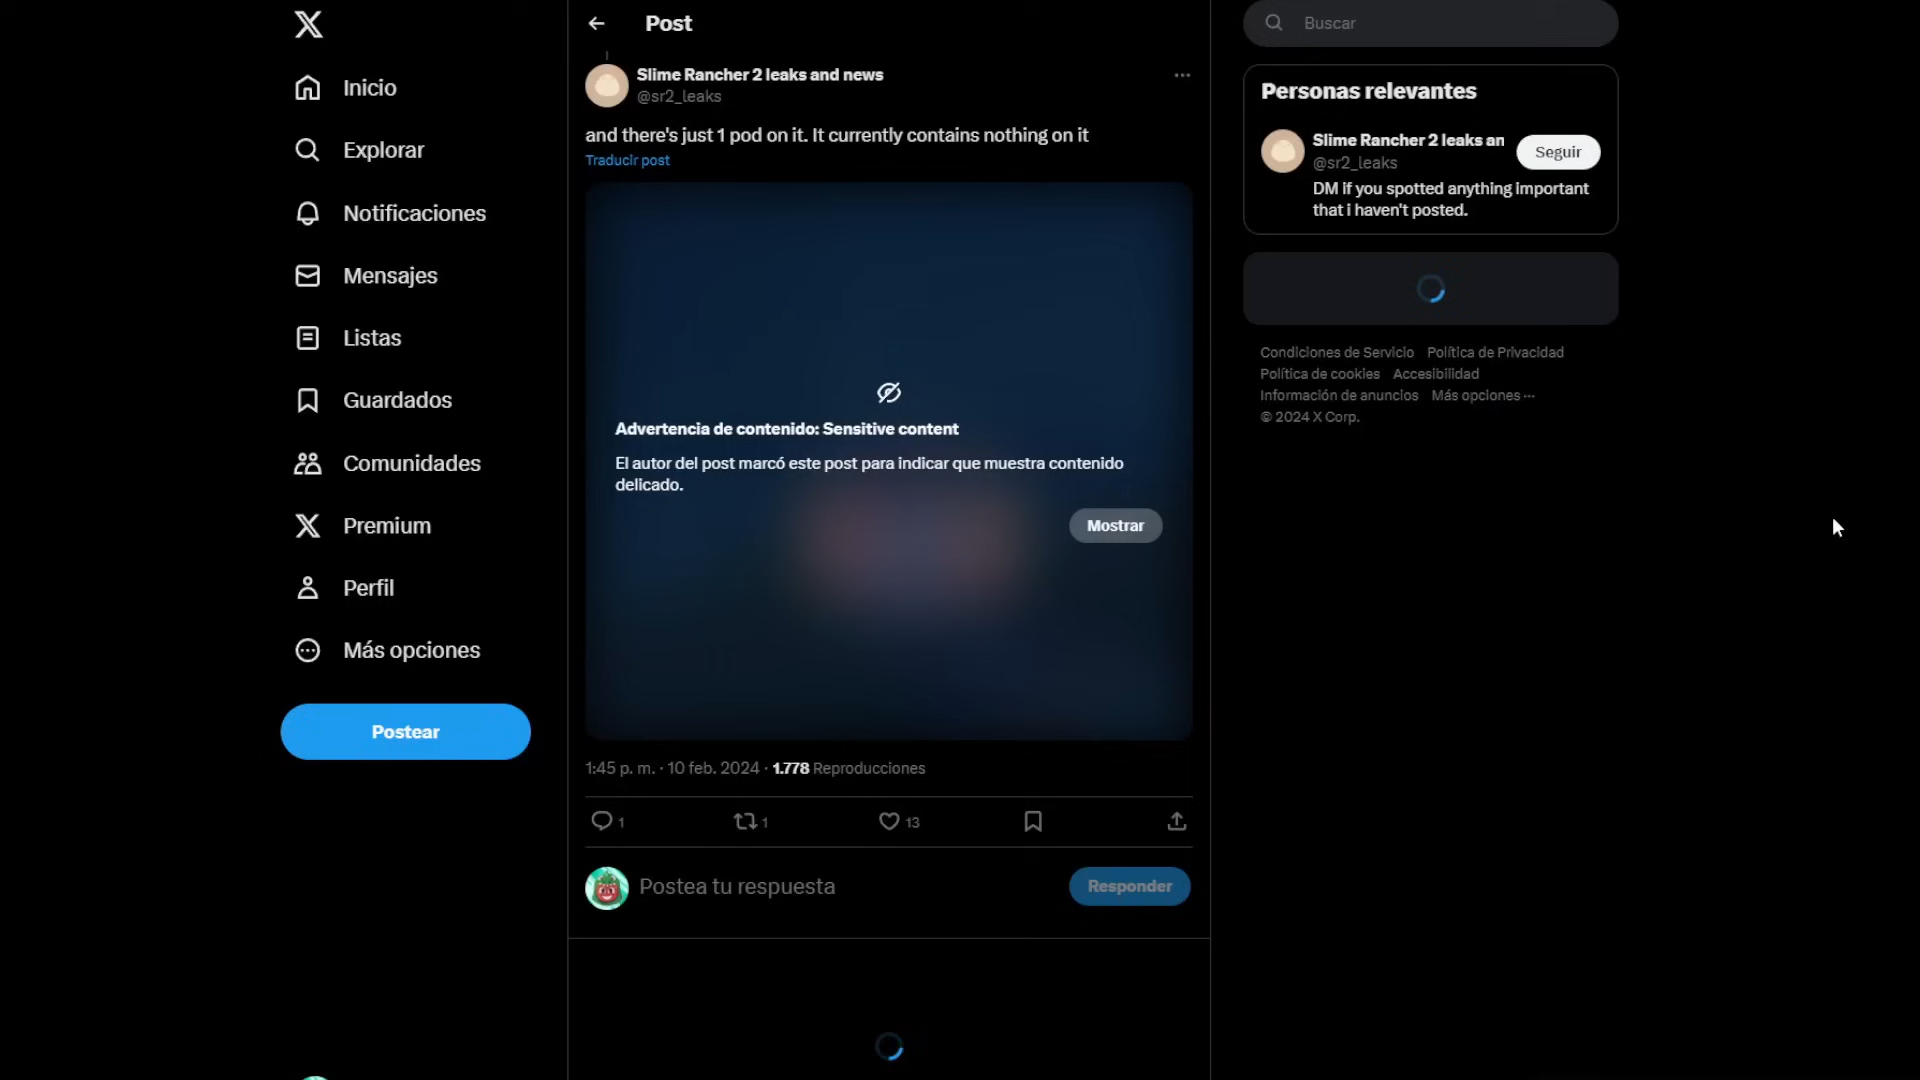 Inicio
Explorar
Notificaciones
Mensajes
Listas
Guardados
Comunidades
Premium
Perfil
Más opciones
Postear
Post
Slime Rancher 2 leaks and news
@sr2_leaks
and there's just 1 pod on it. It currently contains nothing on it
Traducir post
Advertencia de contenido: Sensitive content
El autor del post marcó este post para indicar que muestra contenido
delicado.
Mostrar
1:45 p. m. · 10 feb. 2024 · 1.778 Reproducciones
1 1 13
Postea tu respuesta
Responder
Buscar
Personas relevantes
Slime Rancher 2 leaks an
@sr2_leaks
Seguir
DM if you spotted anything important
that i haven't posted.
Condiciones de Servicio Política de Privacidad
Política de cookies Accesibilidad
Información de anuncios Más opciones ···
© 2024 X Corp.